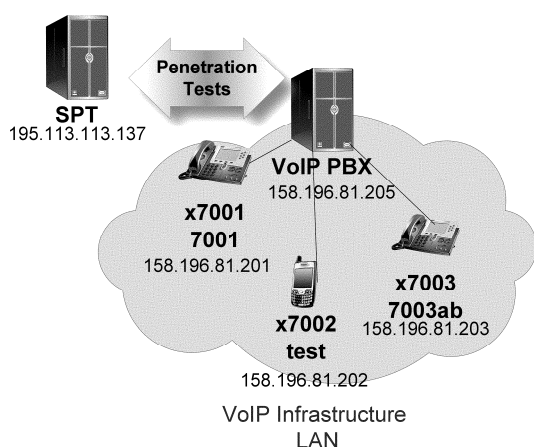 Penetration
Tests
SPT
195.113.113.137
VoIP PBX
158.196.81.205
x7001
7001
158.196.81.201
x7003
7003ab
158.196.81.203
x7002
test
158.196.81.202
VoIP Infrastructure
LAN